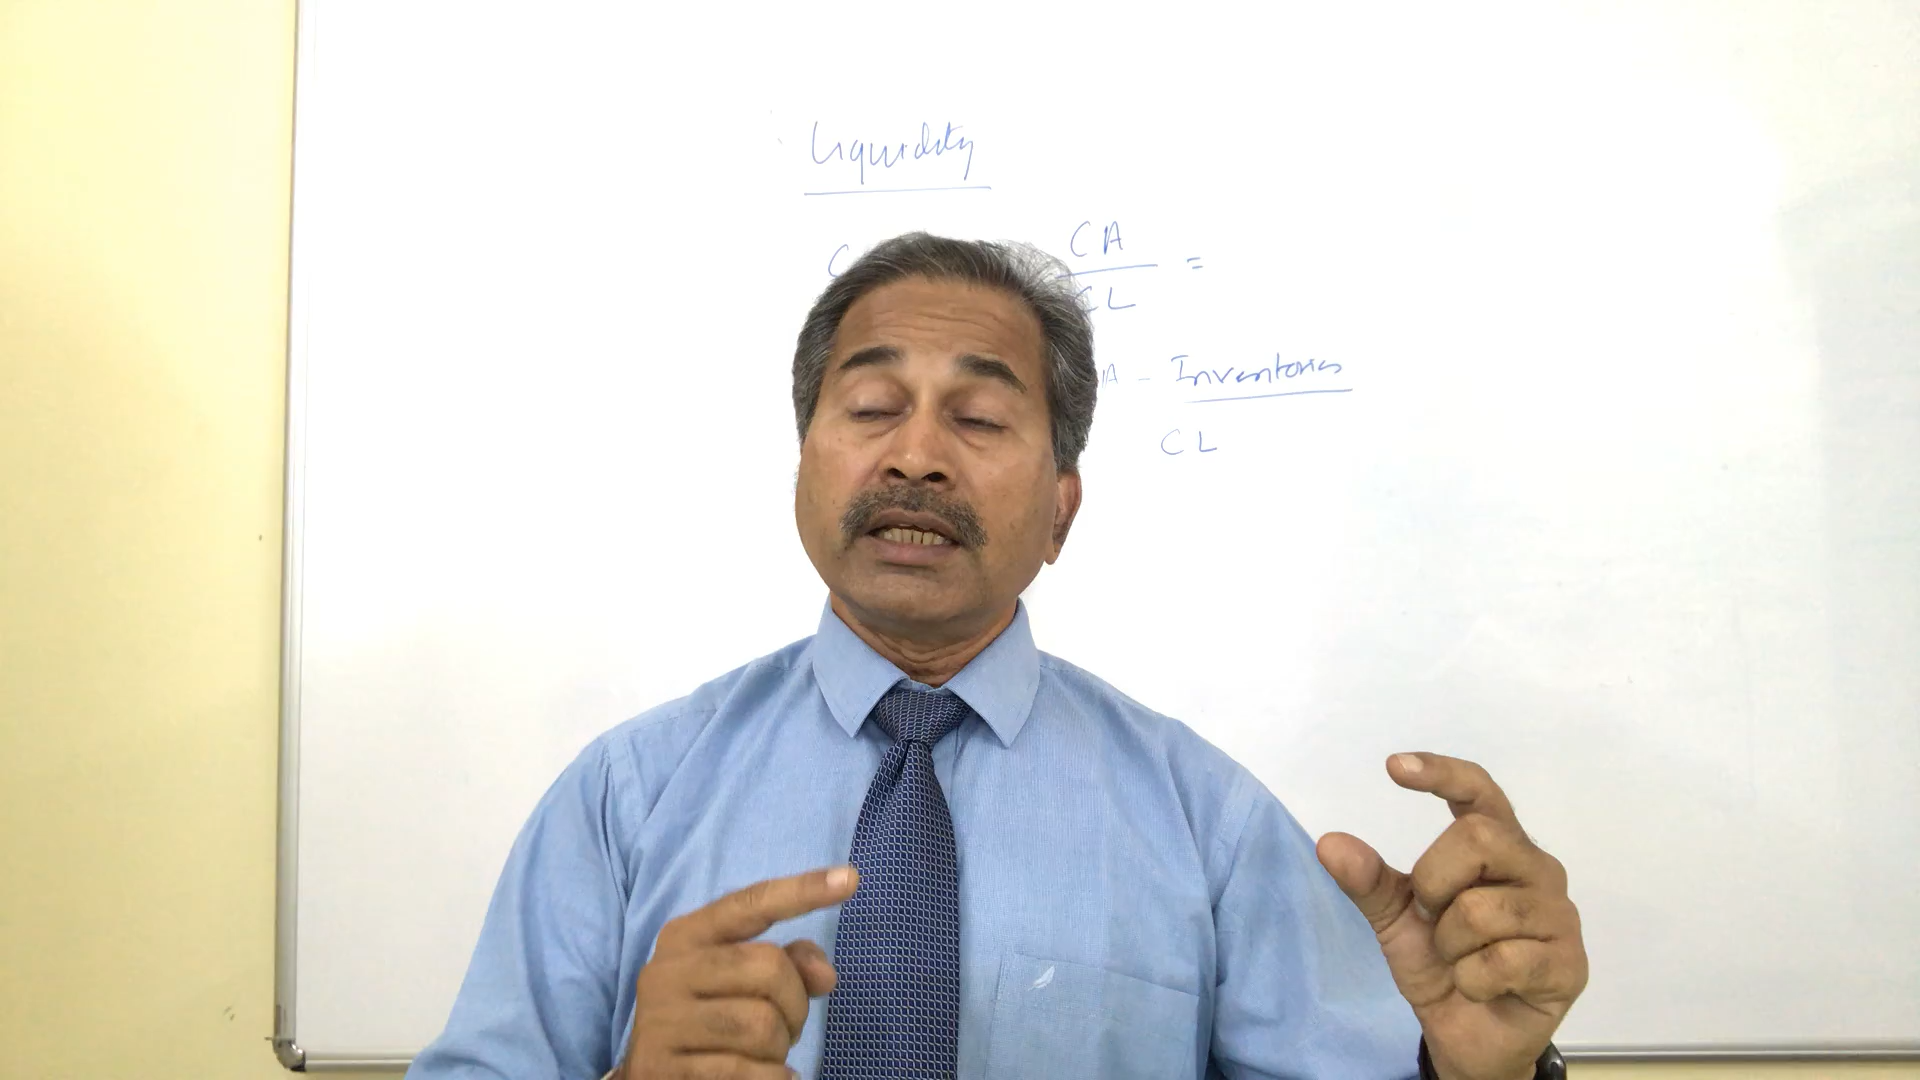 Liquidity
C CA =
CL
A - Inventories
CL